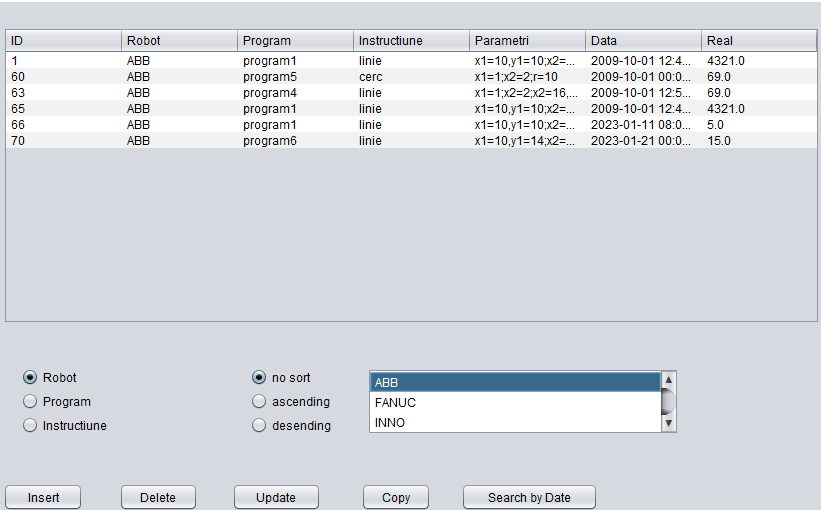 ID Robot Program Instructiune Parametri Data Real
1 ABB program1 linie x1=10,y1=10;x2=... 2009-10-01 12:4... 4321.0
60 ABB program5 cerc x1=1;x2=2;r=10 2009-10-01 00:0... 69.0
63 ABB program4 linie x1=1;x2=2;x2=16,... 2009-10-01 12:5... 69.0
65 ABB program1 linie x1=10,y1=10;x2=... 2009-10-01 12:4... 4321.0
66 ABB program1 linie x1=10,y1=10;x2=... 2023-01-11 08:0... 5.0
70 ABB program6 linie x1=10,y1=14;x2=... 2023-01-21 00:0... 15.0
Robot no sort ABB
Program ascending FANUC
Instructiune desending INNO
Insert Delete Update Copy Search by Date